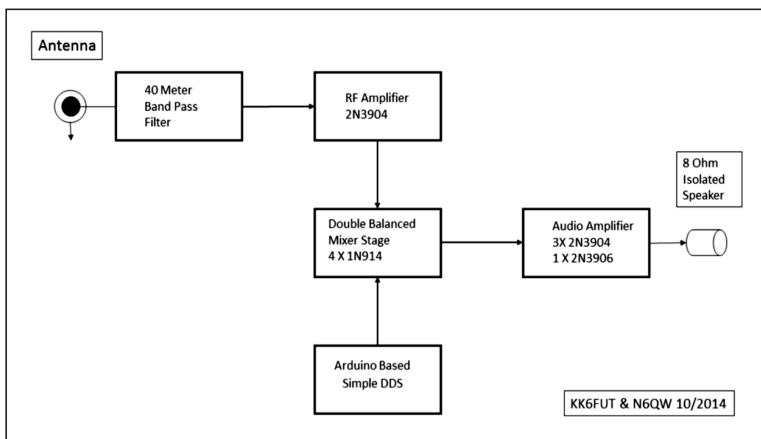 Antenna
40 Meter
Band Pass
Filter
RF Amplifier
2N3904
8 Ohm
Isolated
Speaker
Double Balanced
Mixer Stage
4 X 1N914
Audio Amplifier
3X 2N3904
1 X 2N3906
Arduino Based
Simple DDS
KK6FUT & N6QW 10/2014